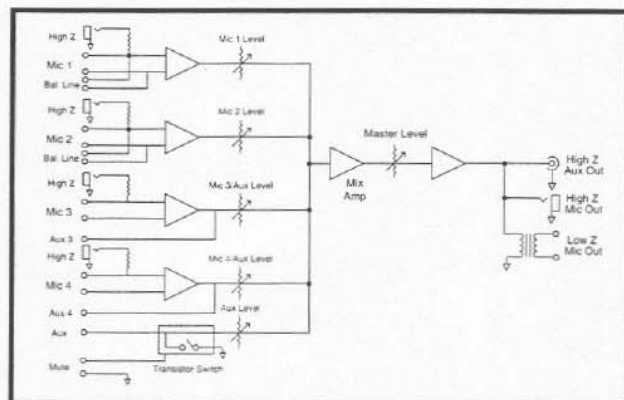 High Z
Mic 1
Bal. Line
Mic 1 Level
High Z
Mic 2
Bal. Line
Mic 2 Level
High Z
Mic 3
Aux 3
Mic 3/Aux Level
High Z
Mic 4
Aux 4
Mic 4/Aux Level
Aux
Aux Level
Mute
Transistor Switch
Mix
Amp
Master Level
High Z
Aux Out
High Z
Mic Out
Low Z
Mic Out